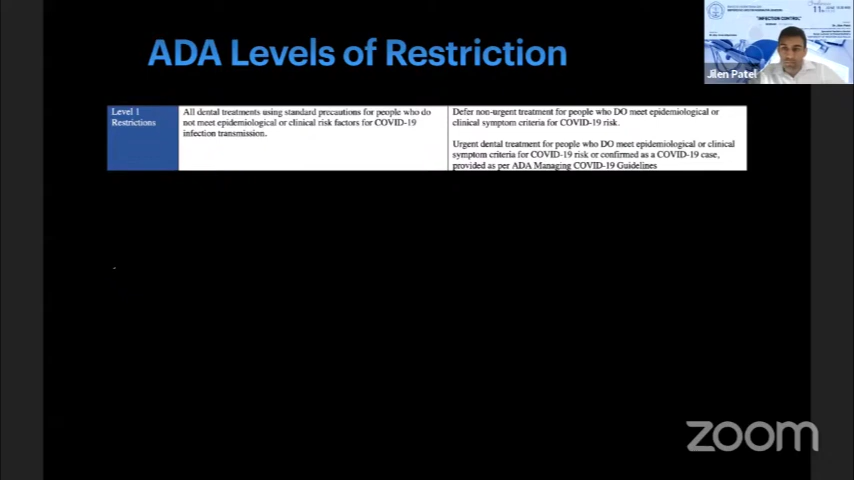 ADA Levels of Restriction
Level 1
Restrictions
All dental treatments using standard precautions for people who do
not meet epidemiological or clinical risk factors for COVID-19
infection transmission.
Defer non-urgent treatment for people who DO meet epidemiological or
clinical symptom criteria for COVID-19 risk.
Urgent dental treatment for people who DO meet epidemiological or clinical
symptom criteria for COVID-19 risk or confirmed as a COVID-19 case,
provided as per ADA Managing COVID-19 Guidelines
"INFECTION CONTROL"
Jilen Patel
zoom